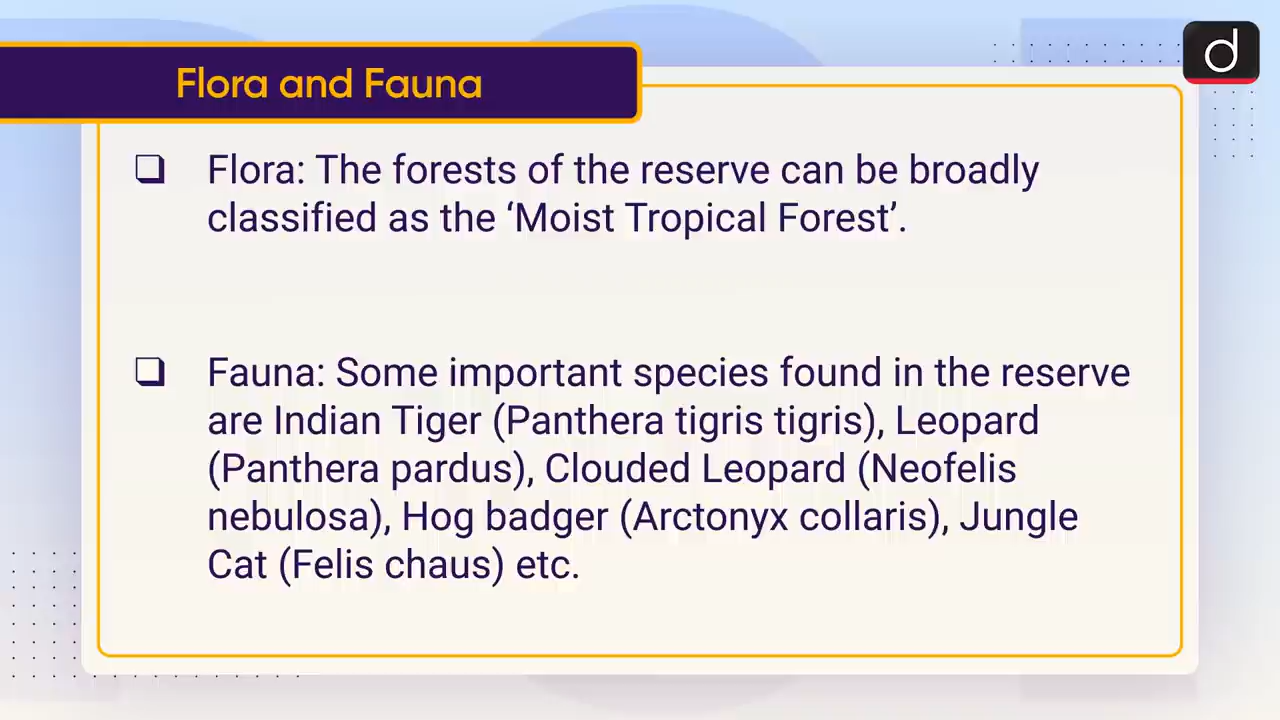 Flora and Fauna
d
❑ Flora: The forests of the reserve can be broadly
classified as the ‘Moist Tropical Forest’.
❑ Fauna: Some important species found in the reserve
are Indian Tiger (Panthera tigris tigris), Leopard
(Panthera pardus), Clouded Leopard (Neofelis
nebulosa), Hog badger (Arctonyx collaris), Jungle
Cat (Felis chaus) etc.